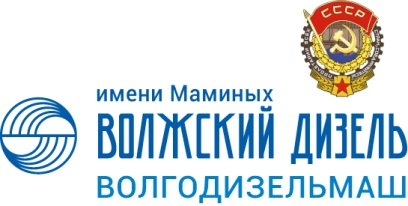 СССР
имени Маминых
ВОЛЖСКИЙ ДИЗЕЛЬ
ВОЛГОДИЗЕЛЬМАШ